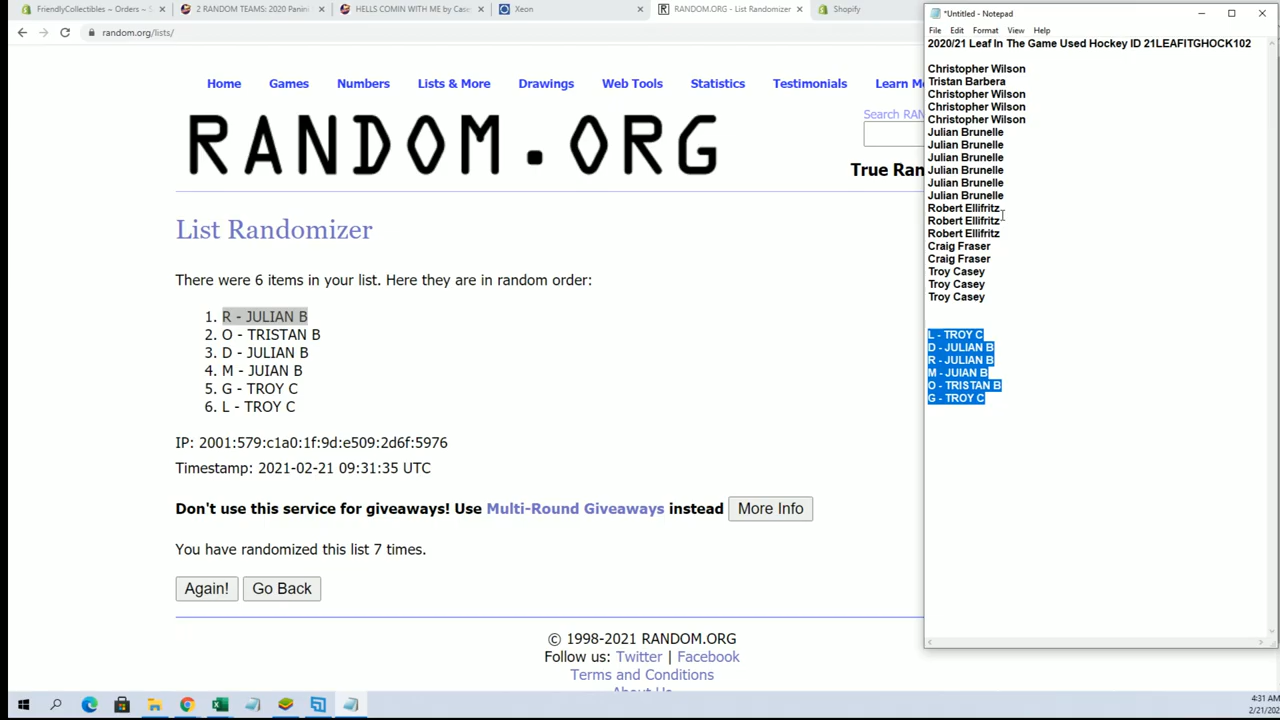 FriendlyCollectibles ~ Orders ~ S
2 RANDOM TEAMS: 2020 Panini
HELLS COMIN WITH ME by Case
Xeon
RANDOM.ORG - List Randomizer
Shopify
random.org/lists/
Home
Games
Numbers
Lists & More
Drawings
Web Tools
Statistics
Testimonials
Learn Mo
Search RAN
RANDOM.ORG
True Ran
List Randomizer
There were 6 items in your list. Here they are in random order:
1. R - JULIAN B
2. O - TRISTAN B
3. D - JULIAN B
4. M - JUIAN B
5. G - TROY C
6. L - TROY C
IP: 2001:579:c1a0:1f:9d:e509:2d6f:5976
Timestamp: 2021-02-21 09:31:35 UTC
Don't use this service for giveaways! Use Multi-Round Giveaways instead
More Info
You have randomized this list 7 times.
Again!
Go Back
© 1998-2021 RANDOM.ORG
Follow us: Twitter | Facebook
Terms and Conditions
About Us
*Untitled - Notepad
File Edit Format View Help
2020/21 Leaf In The Game Used Hockey ID 21LEAFITGHOCK102
Christopher Wilson
Tristan Barbera
Christopher Wilson
Christopher Wilson
Christopher Wilson
Julian Brunelle
Julian Brunelle
Julian Brunelle
Julian Brunelle
Julian Brunelle
Julian Brunelle
Robert Ellifritz
Robert Ellifritz
Robert Ellifritz
Craig Fraser
Craig Fraser
Troy Casey
Troy Casey
Troy Casey
L - TROY C
D - JULIAN B
R - JULIAN B
M - JUIAN B
O - TRISTAN B
G - TROY C
4:31 AM
2/21/202